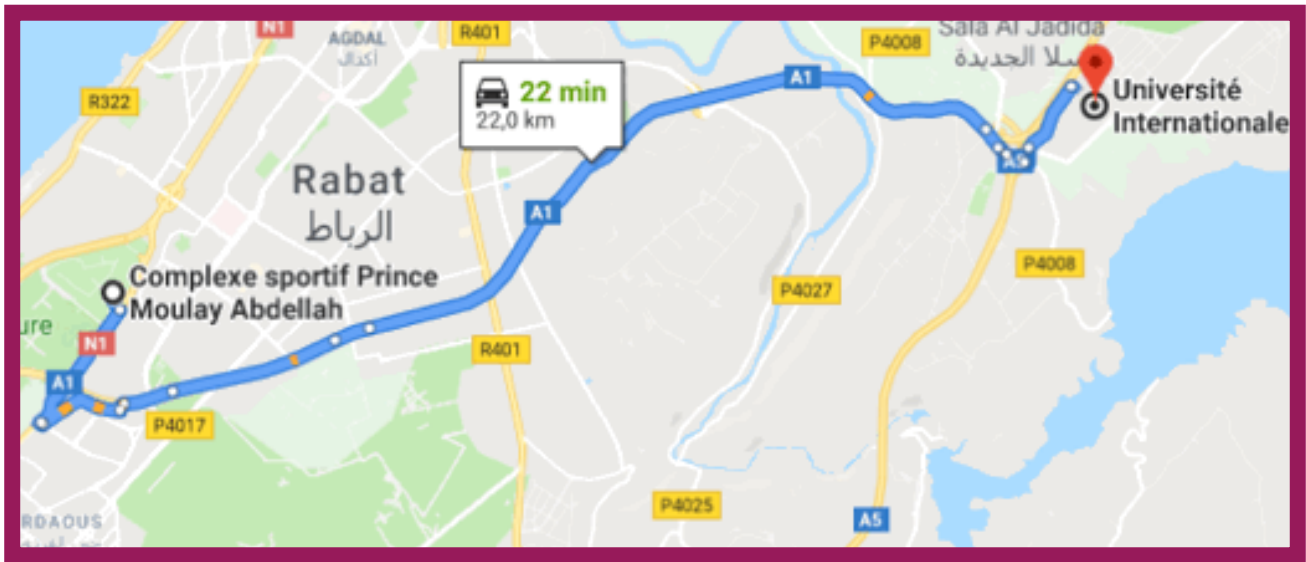 N1
AGDAL
أكدال
R401
P4008
Sala Al Jadida
سلا الجديدة
R322
22 min
22,0 km
A1
Université
Internationale
A5
Rabat
الرباط
A1
P4008
Complexe sportif Prince
Moulay Abdellah
P4027
N1
R401
A1
P4017
P4025
A5